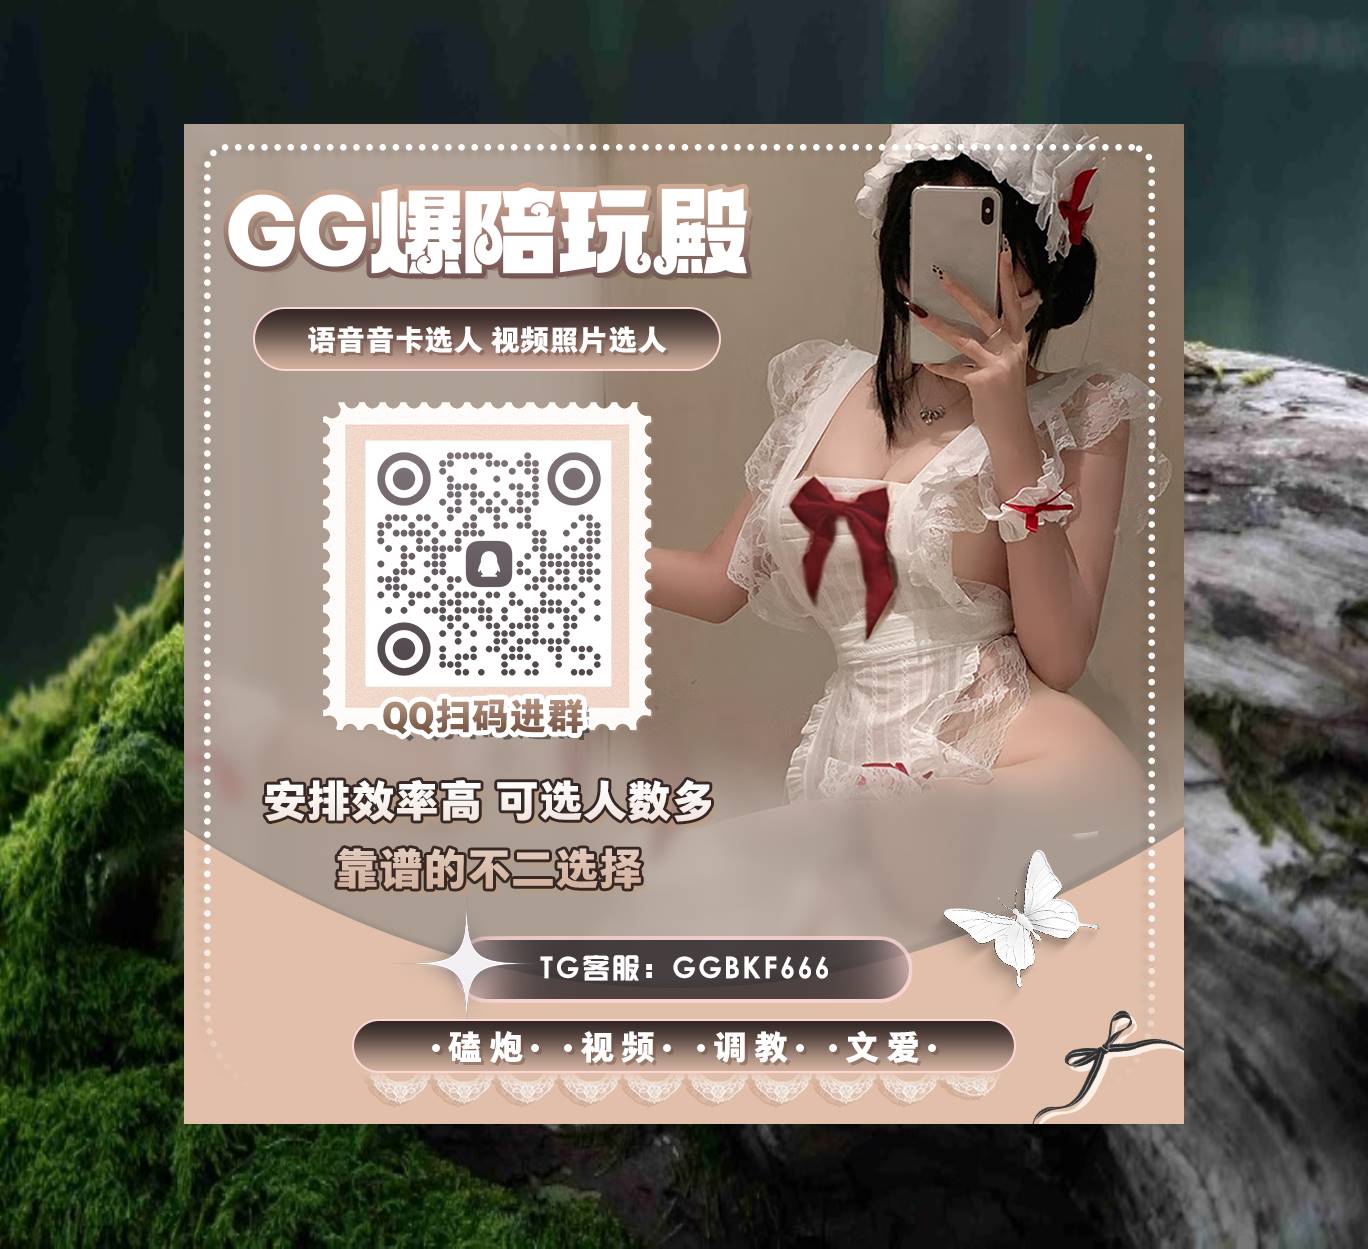 GG爆陪玩殿
语音音卡选人 视频照片选人
QQ扫码进群
安排效率高 可选人数多
靠谱的不二选择
TG客服：GGBKF666
·磕炮· ·视频· ·调教· ·文爱·